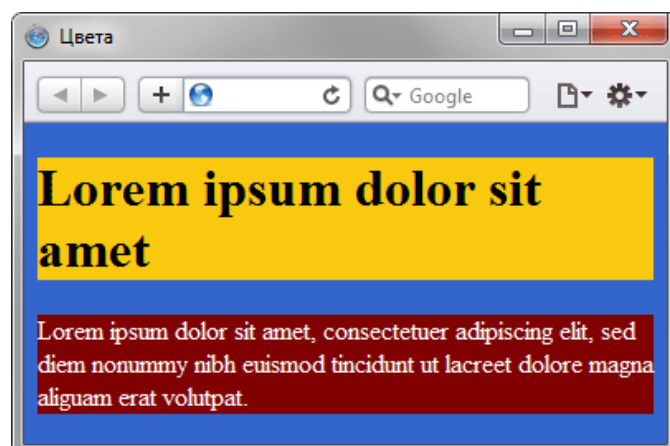 Цвета
Google
Lorem ipsum dolor sit
amet
Lorem ipsum dolor sit amet, consectetuer adipiscing elit, sed
diem nonummy nibh euismod tincidunt ut lacreet dolore magna
aliguam erat volutpat.